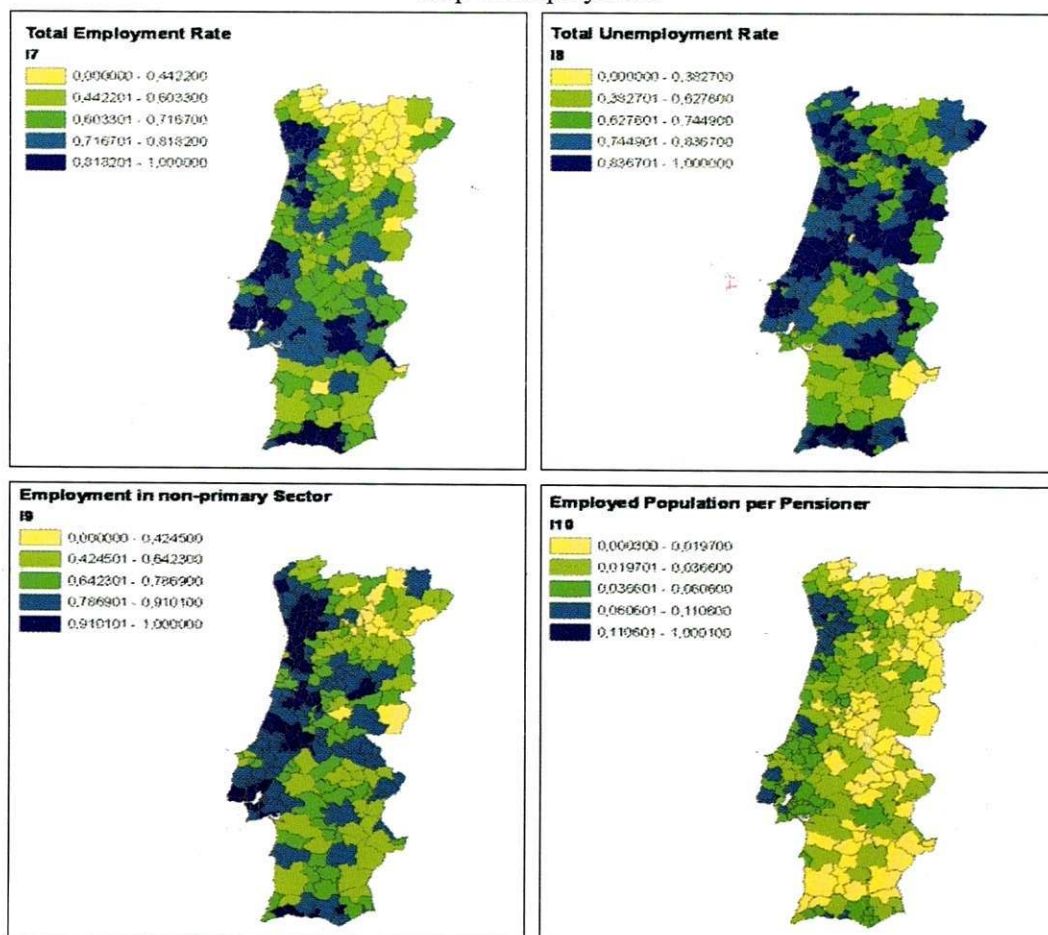 Total Employment Rate
I7
0,000000 - 0,442200
0,442201 - 0,603300
0,603301 - 0,716700
0,716701 - 0,818200
0,818201 - 1,000000
Total Unemployment Rate
I8
0,000000 - 0,382700
0,382701 - 0,627600
0,627601 - 0,744900
0,744901 - 0,836700
0,836701 - 1,000000
Employment in non-primary Sector
I9
0,000000 - 0,424500
0,424501 - 0,642300
0,642301 - 0,786900
0,786901 - 0,910100
0,910101 - 1,000000
Employed Population per Pensioner
I10
0,000300 - 0,019700
0,019701 - 0,036600
0,036601 - 0,060600
0,060601 - 0,110600
0,110601 - 1,000100